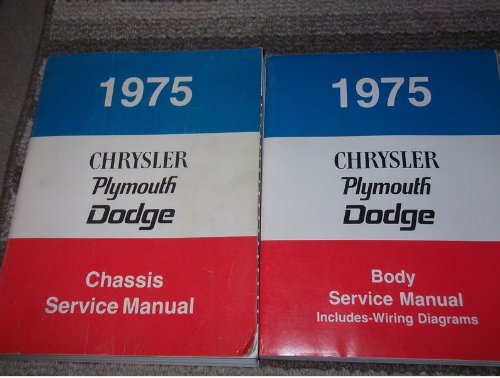 1975
CHRYSLER
Plymouth
Dodge
Chassis
Service Manual
1975
CHRYSLER
Plymouth
Dodge
Body
Service Manual
Includes-Wiring Diagrams